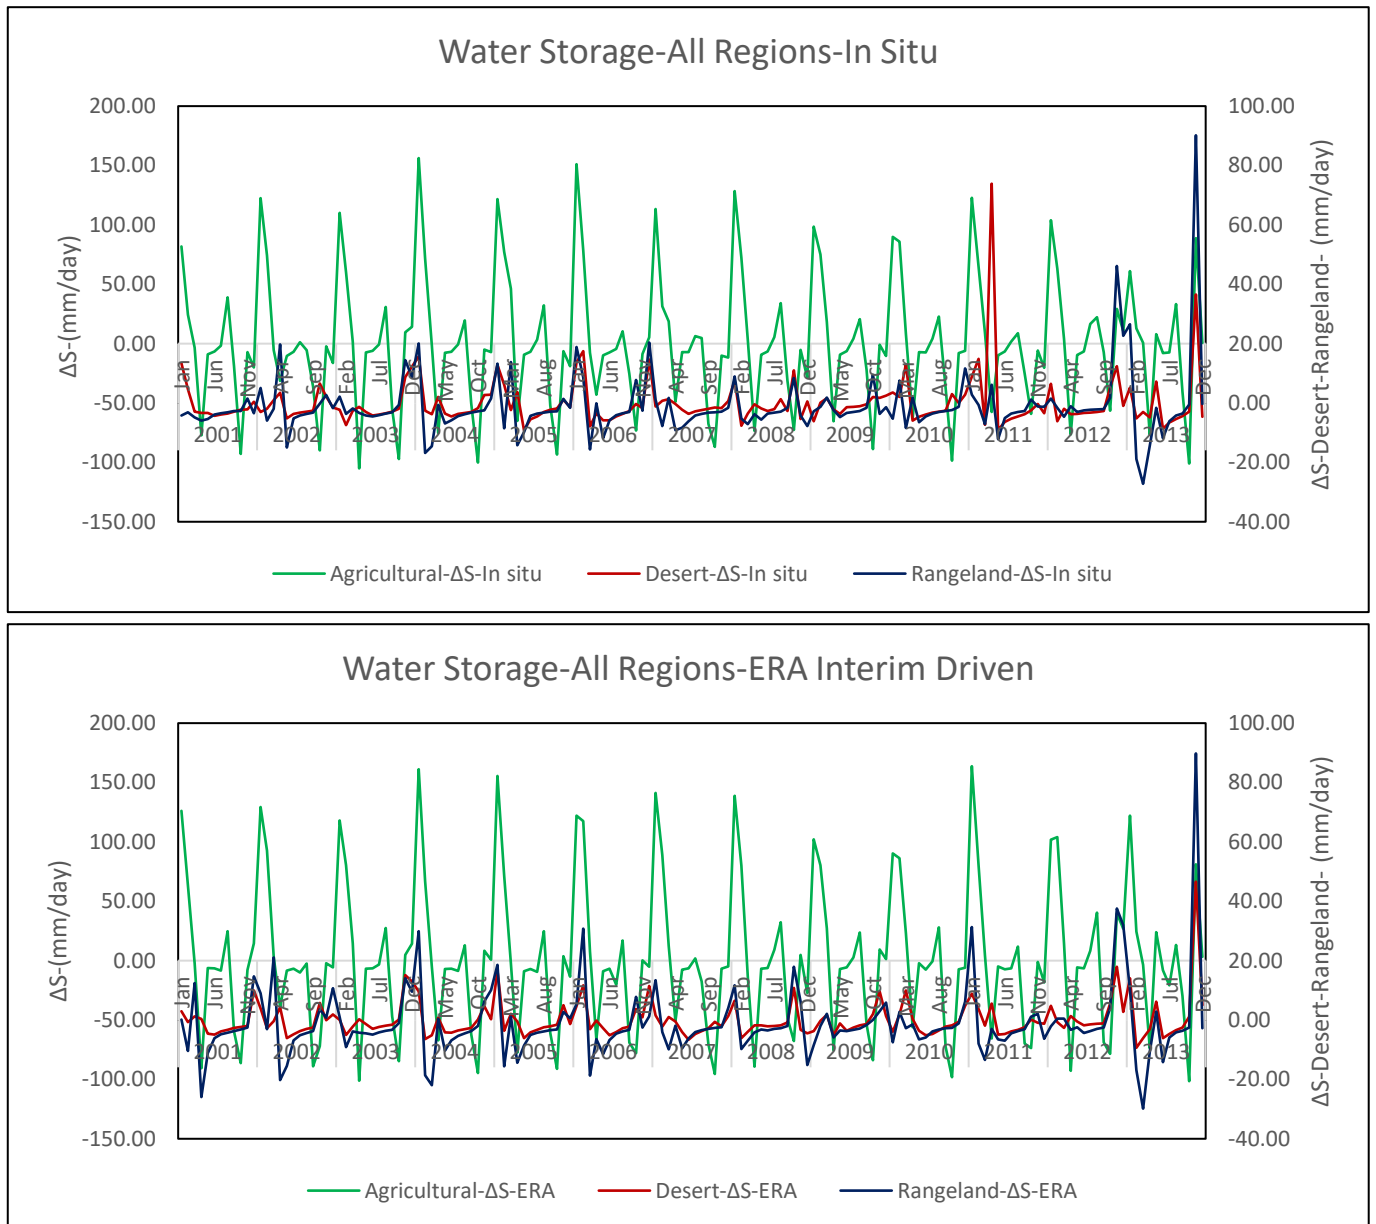 Water Storage-All Regions-In Situ
200.00
150.00
100.00
50.00
0.00
-50.00
-100.00
-150.00
ΔS-(mm/day)
Jan Jun Nov Apr Sep Feb Jul Dec May Oct Mar Aug Jan Jun Nov Apr Sep Feb Jul Dec May Oct Mar Aug Jan Jun Nov Apr Sep Feb Jul Dec
2001 2002 2003 2004 2005 2006 2007 2008 2009 2010 2011 2012 2013
100.00
80.00
60.00
40.00
20.00
0.00
-20.00
-40.00
ΔS-Desert-Rangeland- (mm/day)
Agricultural-ΔS-In situ Desert-ΔS-In situ Rangeland-ΔS-In situ
Water Storage-All Regions-ERA Interim Driven
200.00
150.00
100.00
50.00
0.00
-50.00
-100.00
-150.00
ΔS-(mm/day)
Jan Jun Nov Apr Sep Feb Jul Dec May Oct Mar Aug Jan Jun Nov Apr Sep Feb Jul Dec May Oct Mar Aug Jan Jun Nov Apr Sep Feb Jul Dec
2001 2002 2003 2004 2005 2006 2007 2008 2009 2010 2011 2012 2013
100.00
80.00
60.00
40.00
20.00
0.00
-20.00
-40.00
ΔS-Desert-Rangeland- (mm/day)
Agricultural-ΔS-ERA Desert-ΔS-ERA Rangeland-ΔS-ERA